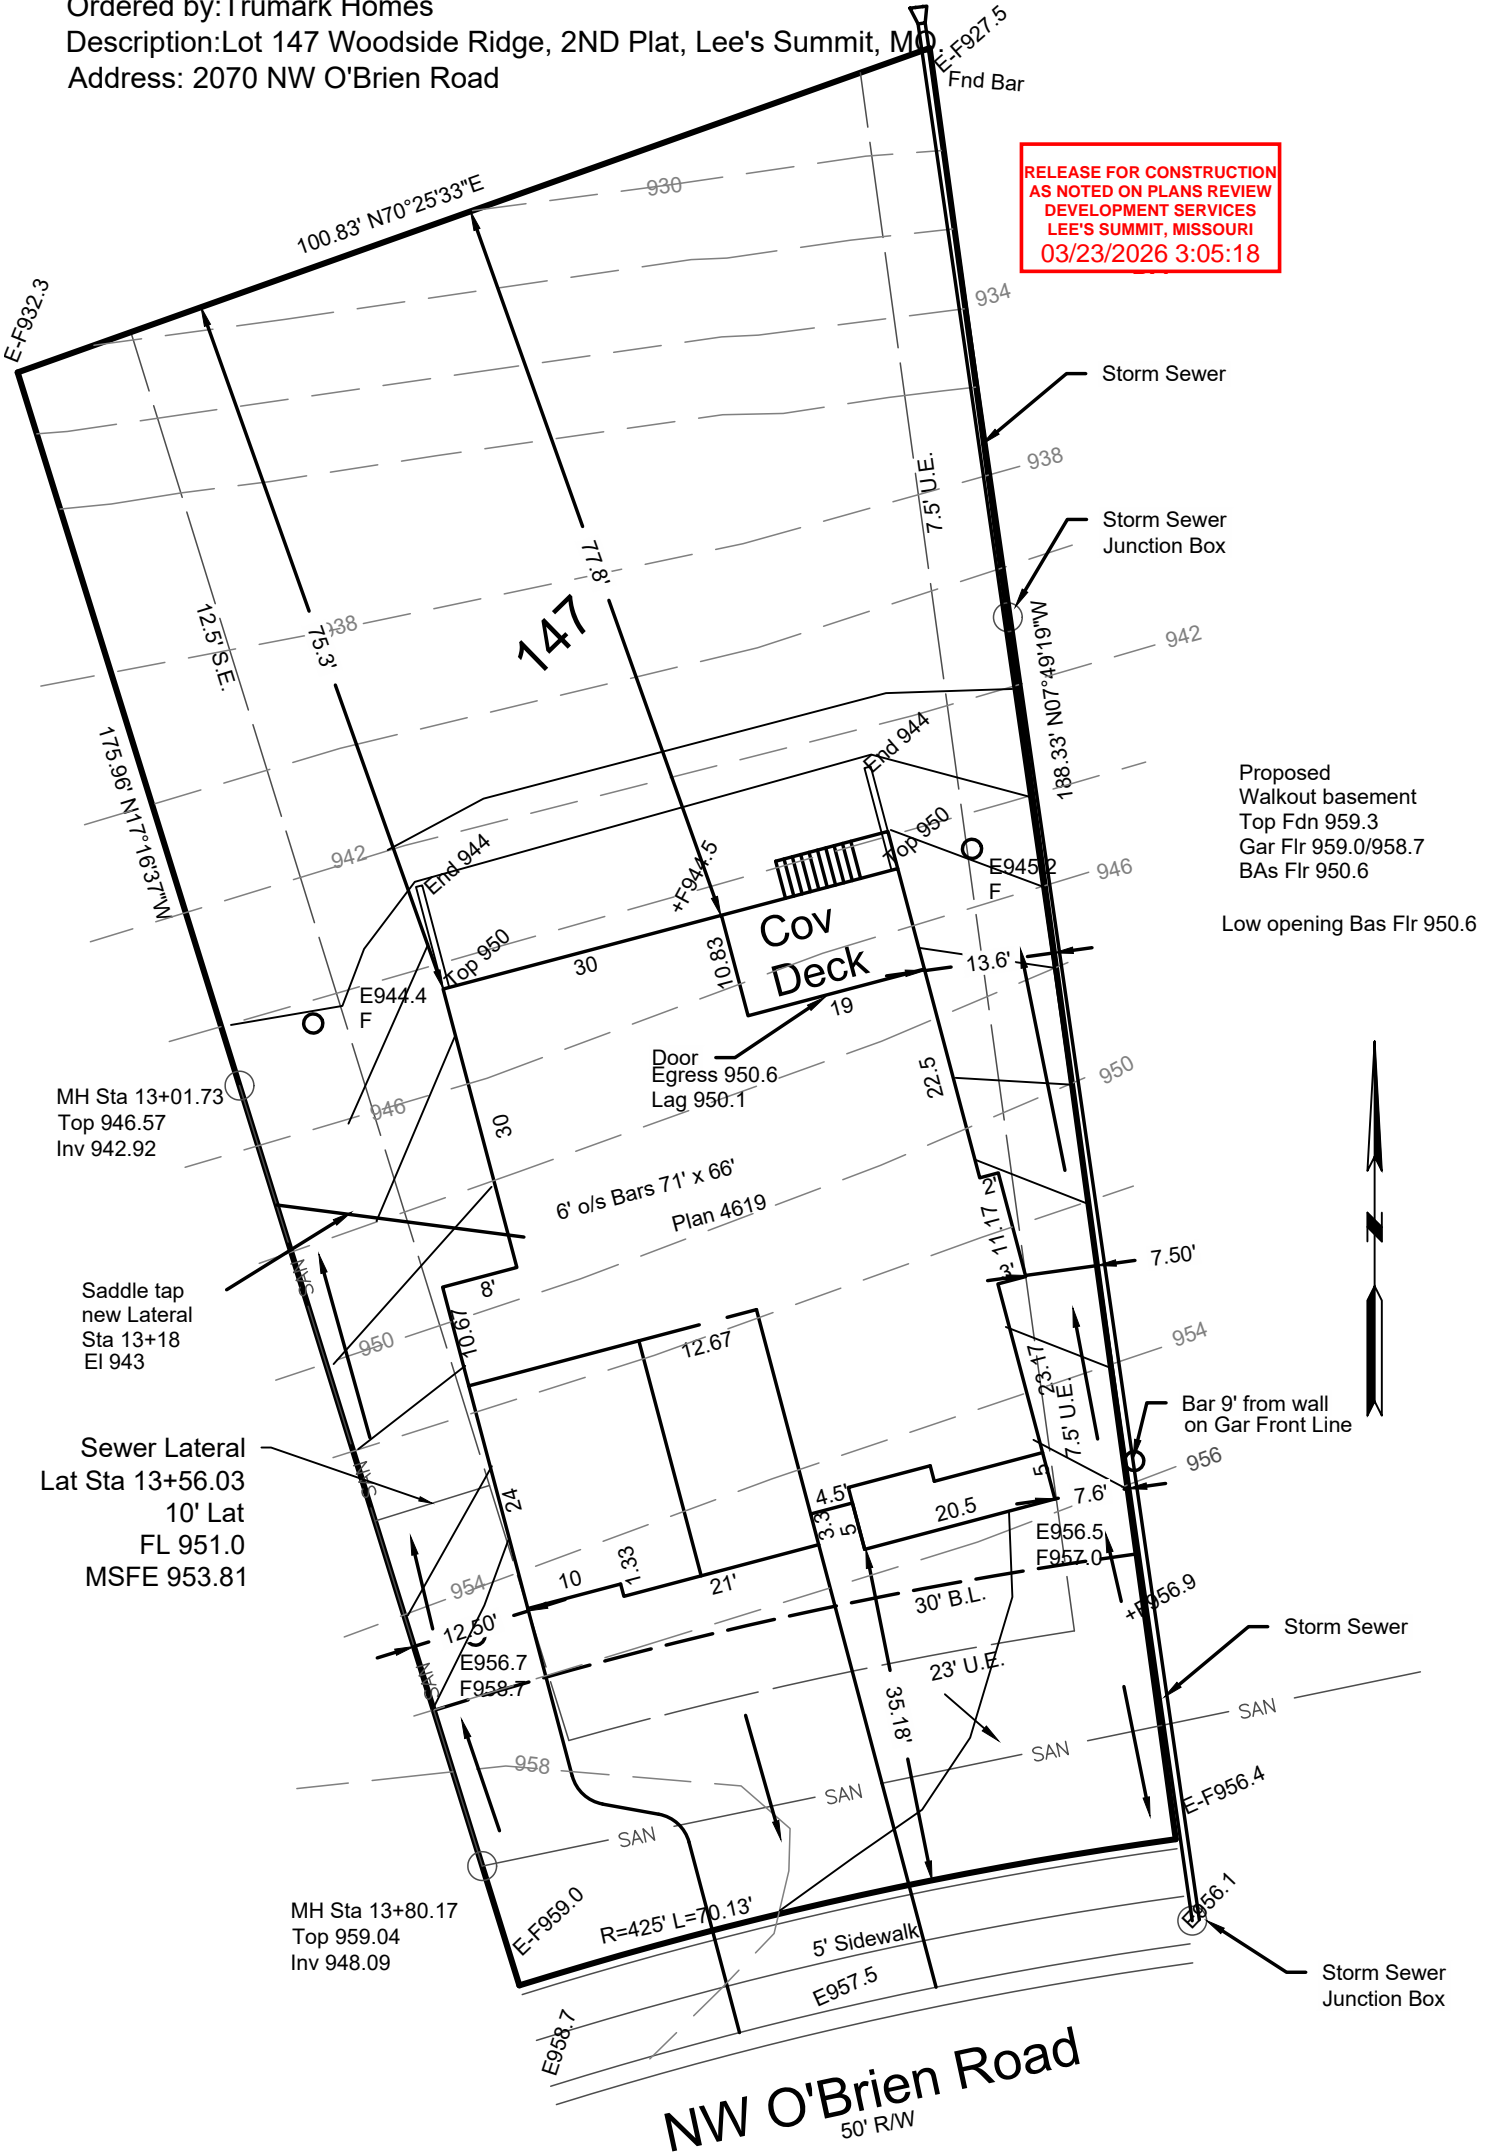 Ordered by:Trumark Homes
Description:Lot 147 Woodside Ridge, 2ND Plat, Lee's Summit, MO.
Address: 2070 NW O'Brien Road
E-F927.5
Fnd Bar
RELEASE FOR CONSTRUCTION
AS NOTED ON PLANS REVIEW
DEVELOPMENT SERVICES
LEE'S SUMMIT, MISSOURI
03/23/2026 3:05:18
100.83' N70°25'33"E
930
E-F932.3
934
Storm Sewer
938
7.5' U.E.
Storm Sewer
Junction Box
77.8'
147
12.5' S.E.
75.3'
938
942
188.33' N07°49'19"W
175.96' N17°16'37"W
End 944
Proposed
Walkout basement
Top Fdn 959.3
Gar Flr 959.0/958.7
BAs Flr 950.6
Low opening Bas Flr 950.6
942
End 944
+F944.5
Top 950
E945.2
F
946
Cov
Deck
10.83
30
Top 950
13.6'
E944.4
F
19
Door
Egress 950.6
Lag 950.1
22.5
950
MH Sta 13+01.73
Top 946.57
Inv 942.92
946
30
6' o/s Bars 71' x 66'
Plan 4619
2'
11.17
3'
7.50'
N
SAN
Saddle tap
new Lateral
Sta 13+18
El 943
8'
10.67
950
12.67
954
23.17
7.5' U.E.
Bar 9' from wall
on Gar Front Line
956
Sewer Lateral
Lat Sta 13+56.03
10' Lat
FL 951.0
MSFE 953.81
SAN
24
4.5'
3.3
5
20.5
5
7.6'
E956.5
F957.0
954
10
1.33
21'
30' B.L.
+F956.9
12.50'
E956.7
F958.7
SAN
23' U.E.
35.18'
Storm Sewer
SAN
SAN
SAN
SAN
958
E-F956.4
MH Sta 13+80.17
Top 959.04
Inv 948.09
E-F959.0
R=425' L=70.13'
5' Sidewalk
E956.1
E957.5
E958.7
Storm Sewer
Junction Box
NW O'Brien Road
50' R/W